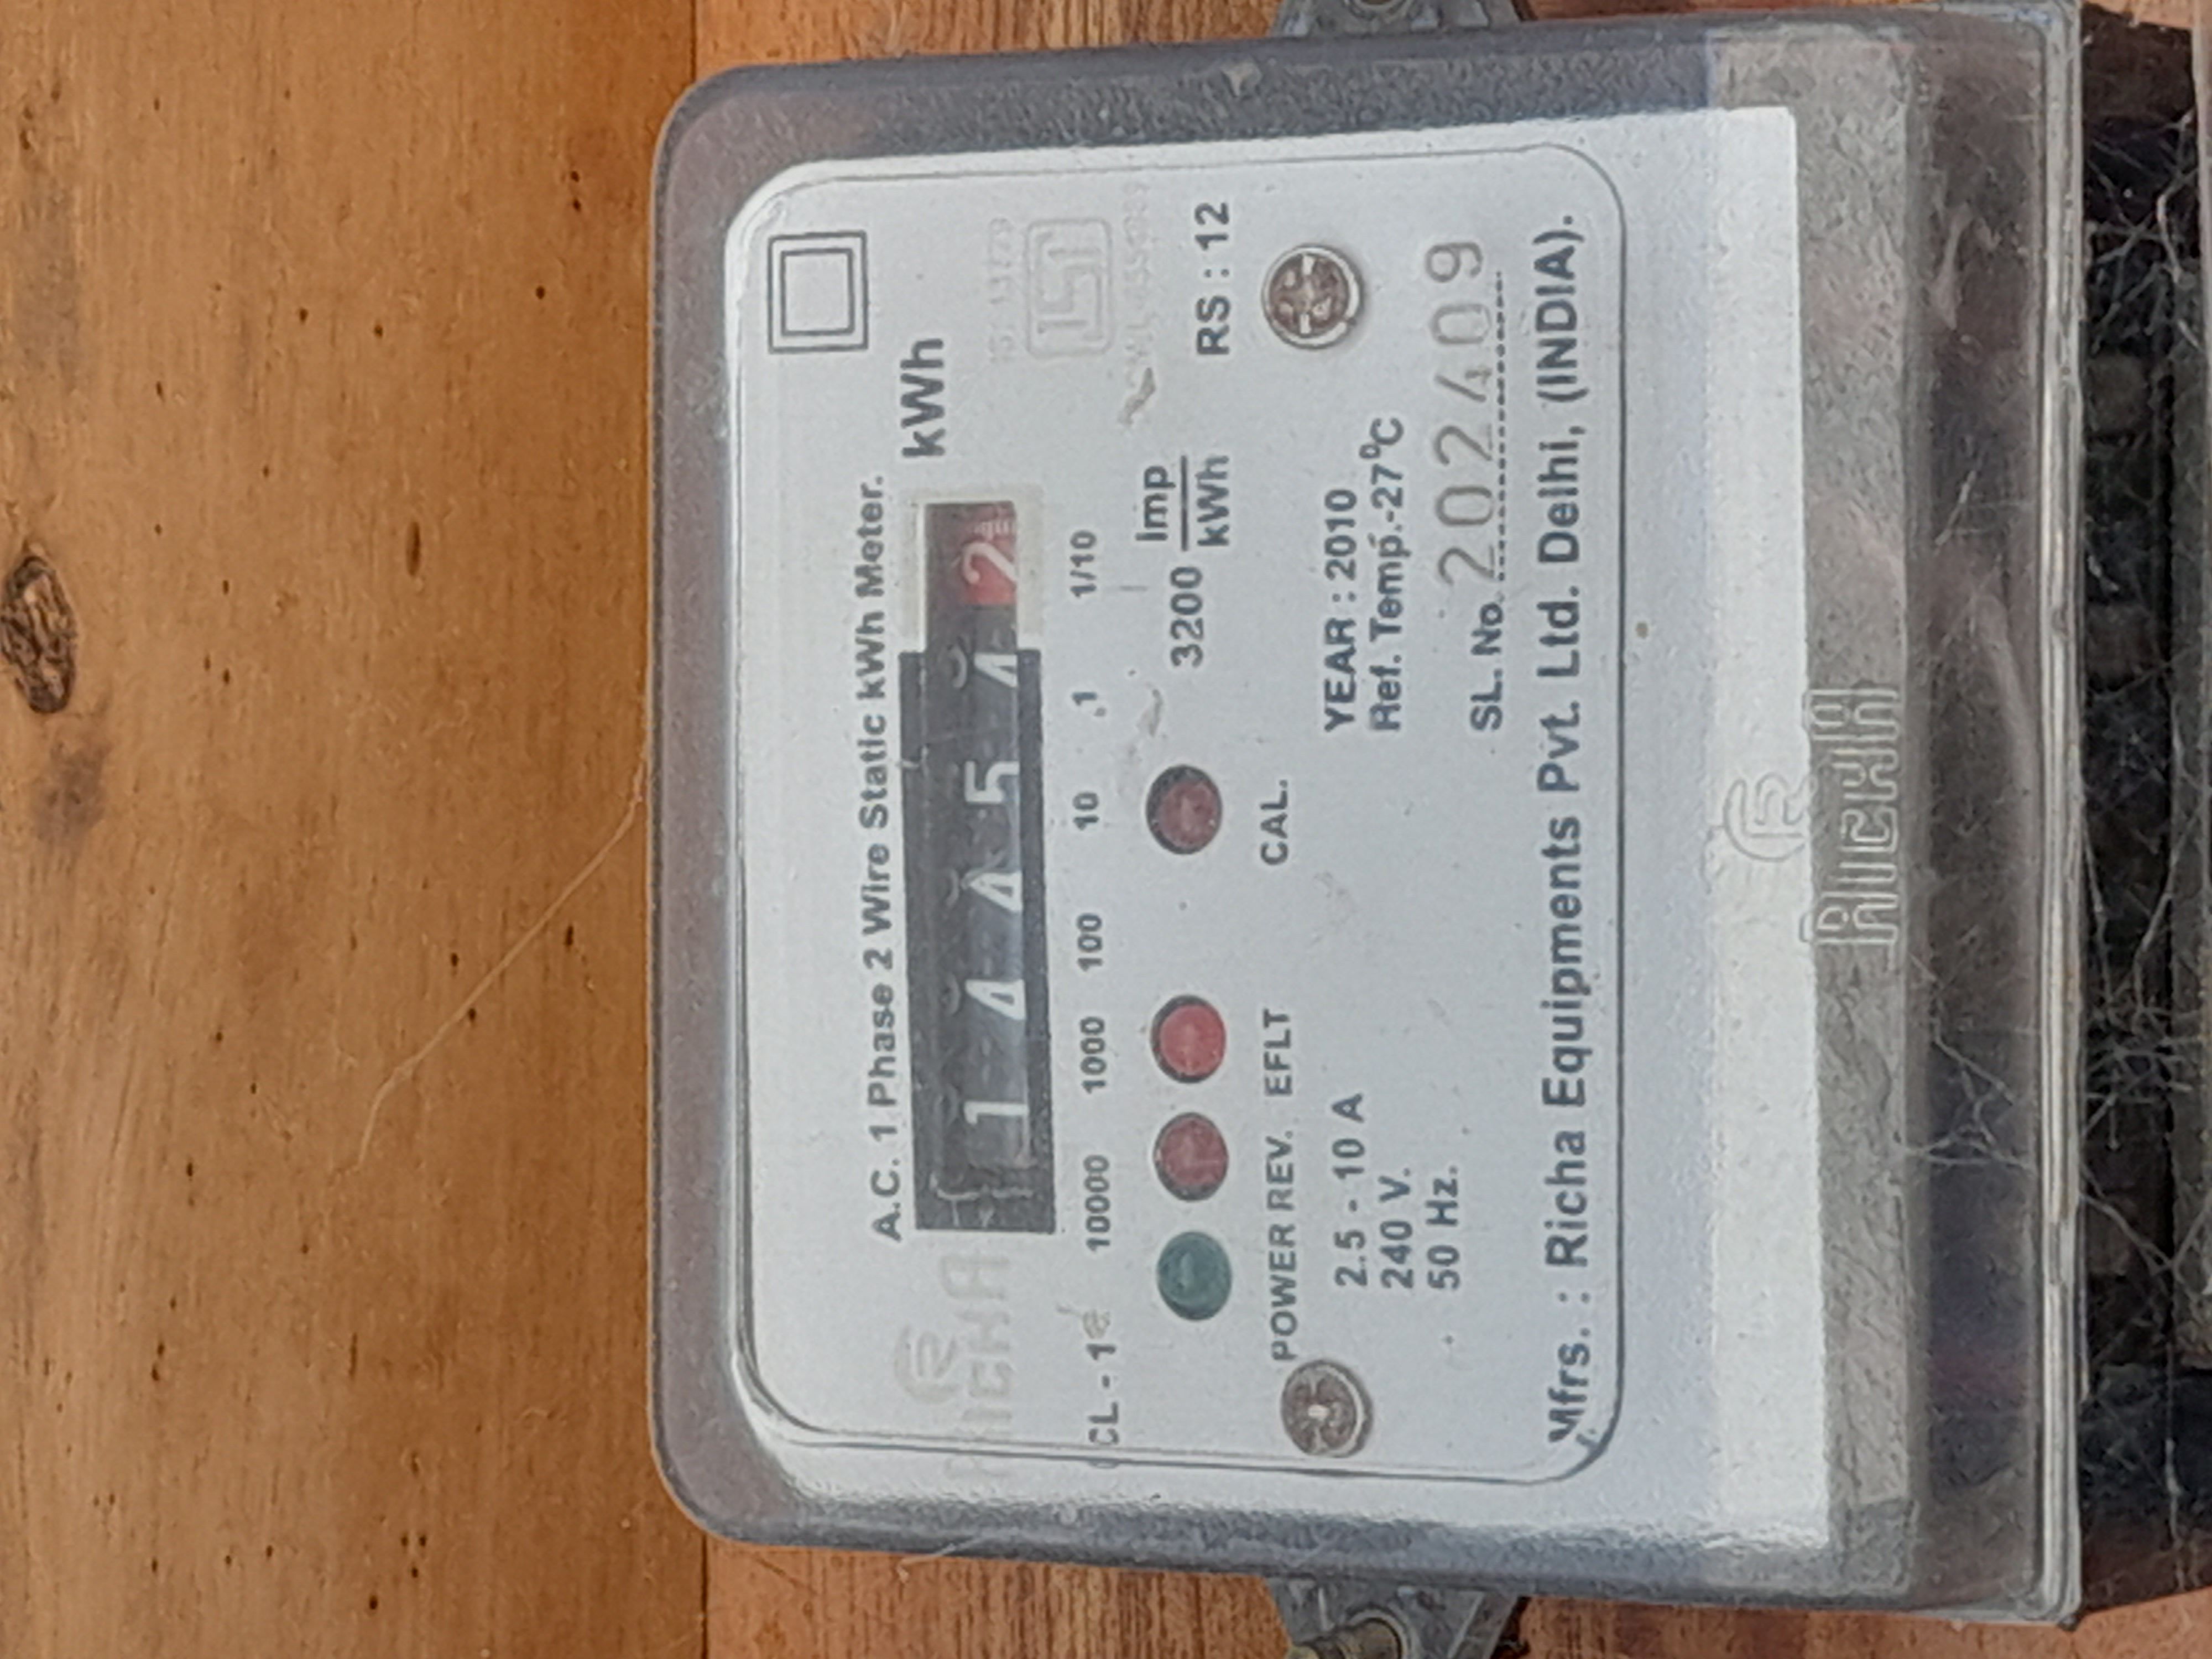 A.C. 1 Phase 2 Wire Static kWh Meter.
RICHA
1 4 4 5 4 2 kWh
10000 1000 100 10 1 1/10
CL - 1
3200 Imp
kWh
RS : 12
POWER REV. EFLT CAL.
2.5 - 10 A
240 V.
50 Hz.
YEAR : 2010
Ref. Temp.-27⁰C
SL. No. 202409
Mfrs. : Richa Equipments Pvt. Ltd. Delhi, (INDIA).
R
RICHA